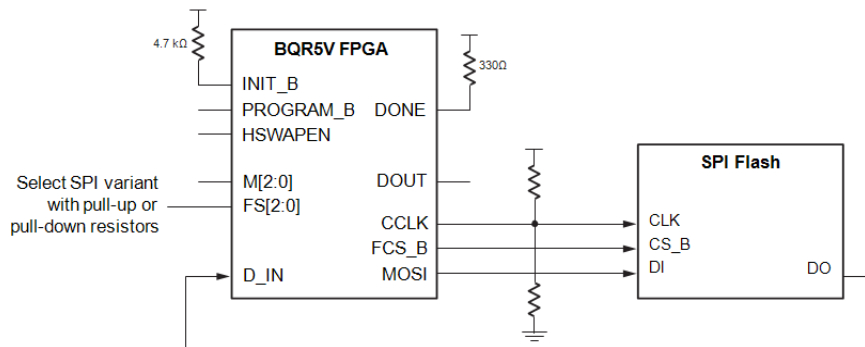 4.7 kΩ
BQR5V FPGA
330Ω
INIT_B
PROGRAM_B
DONE
HSWAPEN
SPI Flash
Select SPI variant
with pull-up or
pull-down resistors
M[2:0]
DOUT
FS[2:0]
CCLK
CLK
FCS_B
CS_B
D_IN
MOSI
DI
DO